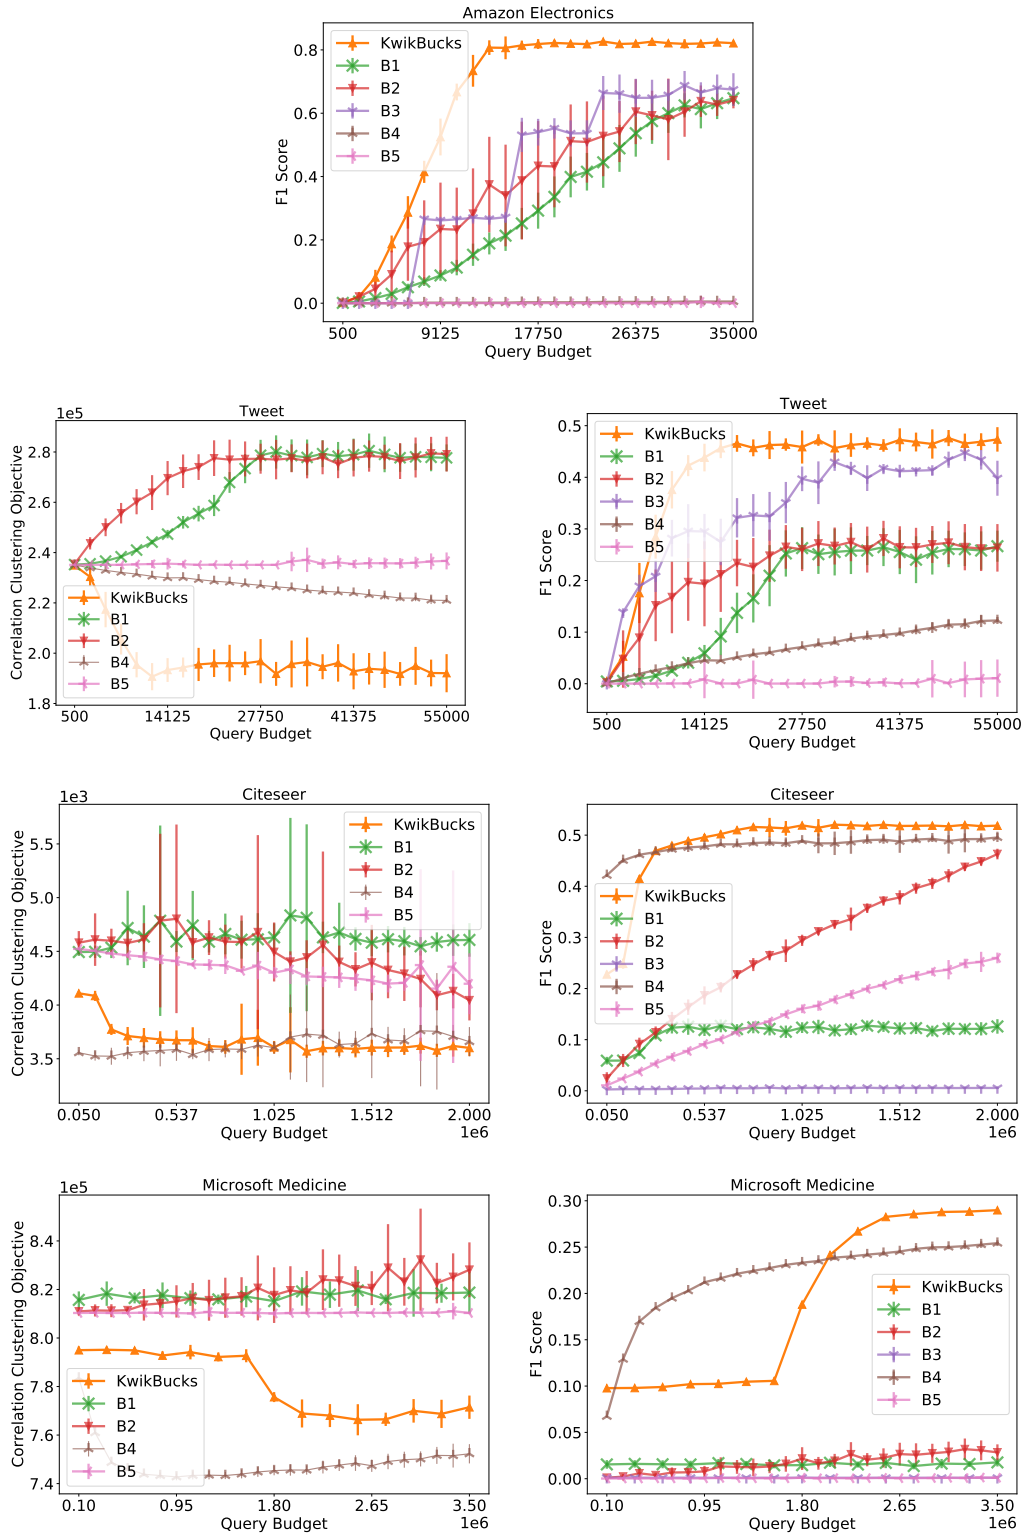 Amazon Electronics
KwikBucks
B1
B2
B3
B4
B5
F1 Score
0.8
0.6
0.4
0.2
0.0
500 9125 17750 26375 35000
Query Budget
1e5
Tweet
Correlation Clustering Objective
2.8
2.6
2.4
2.2
2.0
1.8
KwikBucks
B1
B2
B4
B5
500 14125 27750 41375 55000
Query Budget
Tweet
F1 Score
0.5
0.4
0.3
0.2
0.1
0.0
KwikBucks
B1
B2
B3
B4
B5
500 14125 27750 41375 55000
Query Budget
1e3
Citeseer
Correlation Clustering Objective
5.5
5.0
4.5
4.0
3.5
KwikBucks
B1
B2
B4
B5
0.050 0.537 1.025 1.512 2.000
Query Budget
1e6
Citeseer
F1 Score
0.5
0.4
0.3
0.2
0.1
0.0
KwikBucks
B1
B2
B3
B4
B5
0.050 0.537 1.025 1.512 2.000
Query Budget
1e6
1e5
Microsoft Medicine
Correlation Clustering Objective
8.4
8.2
8.0
7.8
7.6
7.4
KwikBucks
B1
B2
B4
B5
0.10 0.95 1.80 2.65 3.50
Query Budget
1e6
Microsoft Medicine
F1 Score
0.30
0.25
0.20
0.15
0.10
0.05
0.00
KwikBucks
B1
B2
B3
B4
B5
0.10 0.95 1.80 2.65 3.50
Query Budget
1e6